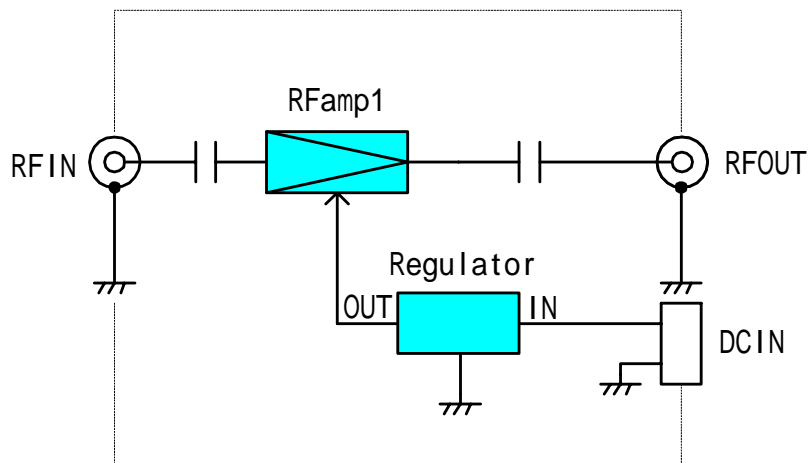 RFamp1
RFIN
RFOUT
Regulator
OUT
IN
DCIN